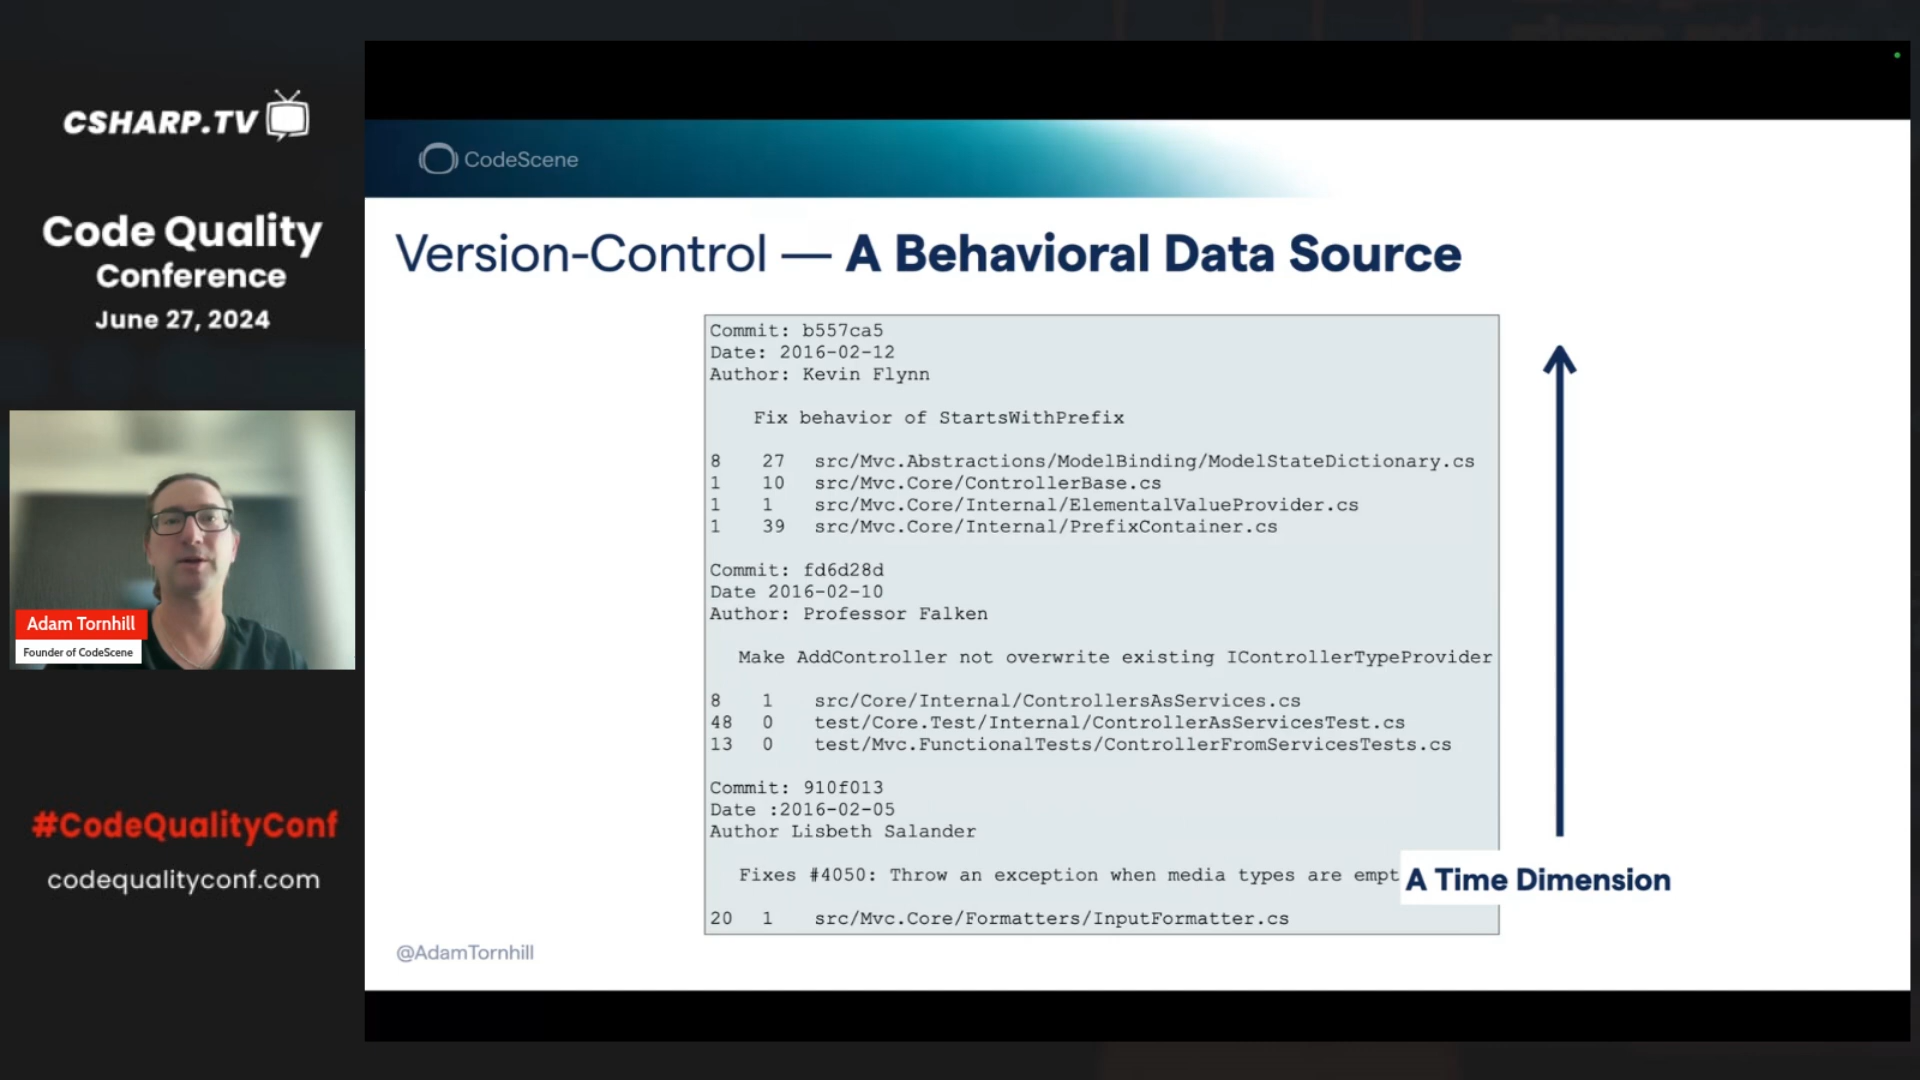 CSHARP.TV
Code Quality
Conference
June 27, 2024
Adam Tornhill
Founder of CodeScene
#CodeQualityConf
codequalityconf.com
CodeScene
Version-Control — A Behavioral Data Source
Commit: b557ca5
Date: 2016-02-12
Author: Kevin Flynn
Fix behavior of StartsWithPrefix
8 27 src/Mvc.Abstractions/ModelBinding/ModelStateDictionary.cs
1 10 src/Mvc.Core/ControllerBase.cs
1 1 src/Mvc.Core/Internal/ElementalValueProvider.cs
1 39 src/Mvc.Core/Internal/PrefixContainer.cs
Commit: fd6d28d
Date 2016-02-10
Author: Professor Falken
Make AddController not overwrite existing IControllerTypeProvider
8 1 src/Core/Internal/ControllersAsServices.cs
48 0 test/Core.Test/Internal/ControllerAsServicesTest.cs
13 0 test/Mvc.FunctionalTests/ControllerFromServicesTests.cs
Commit: 910f013
Date :2016-02-05
Author Lisbeth Salander
Fixes #4050: Throw an exception when media types are empt
20 1 src/Mvc.Core/Formatters/InputFormatter.cs
A Time Dimension
@AdamTornhill